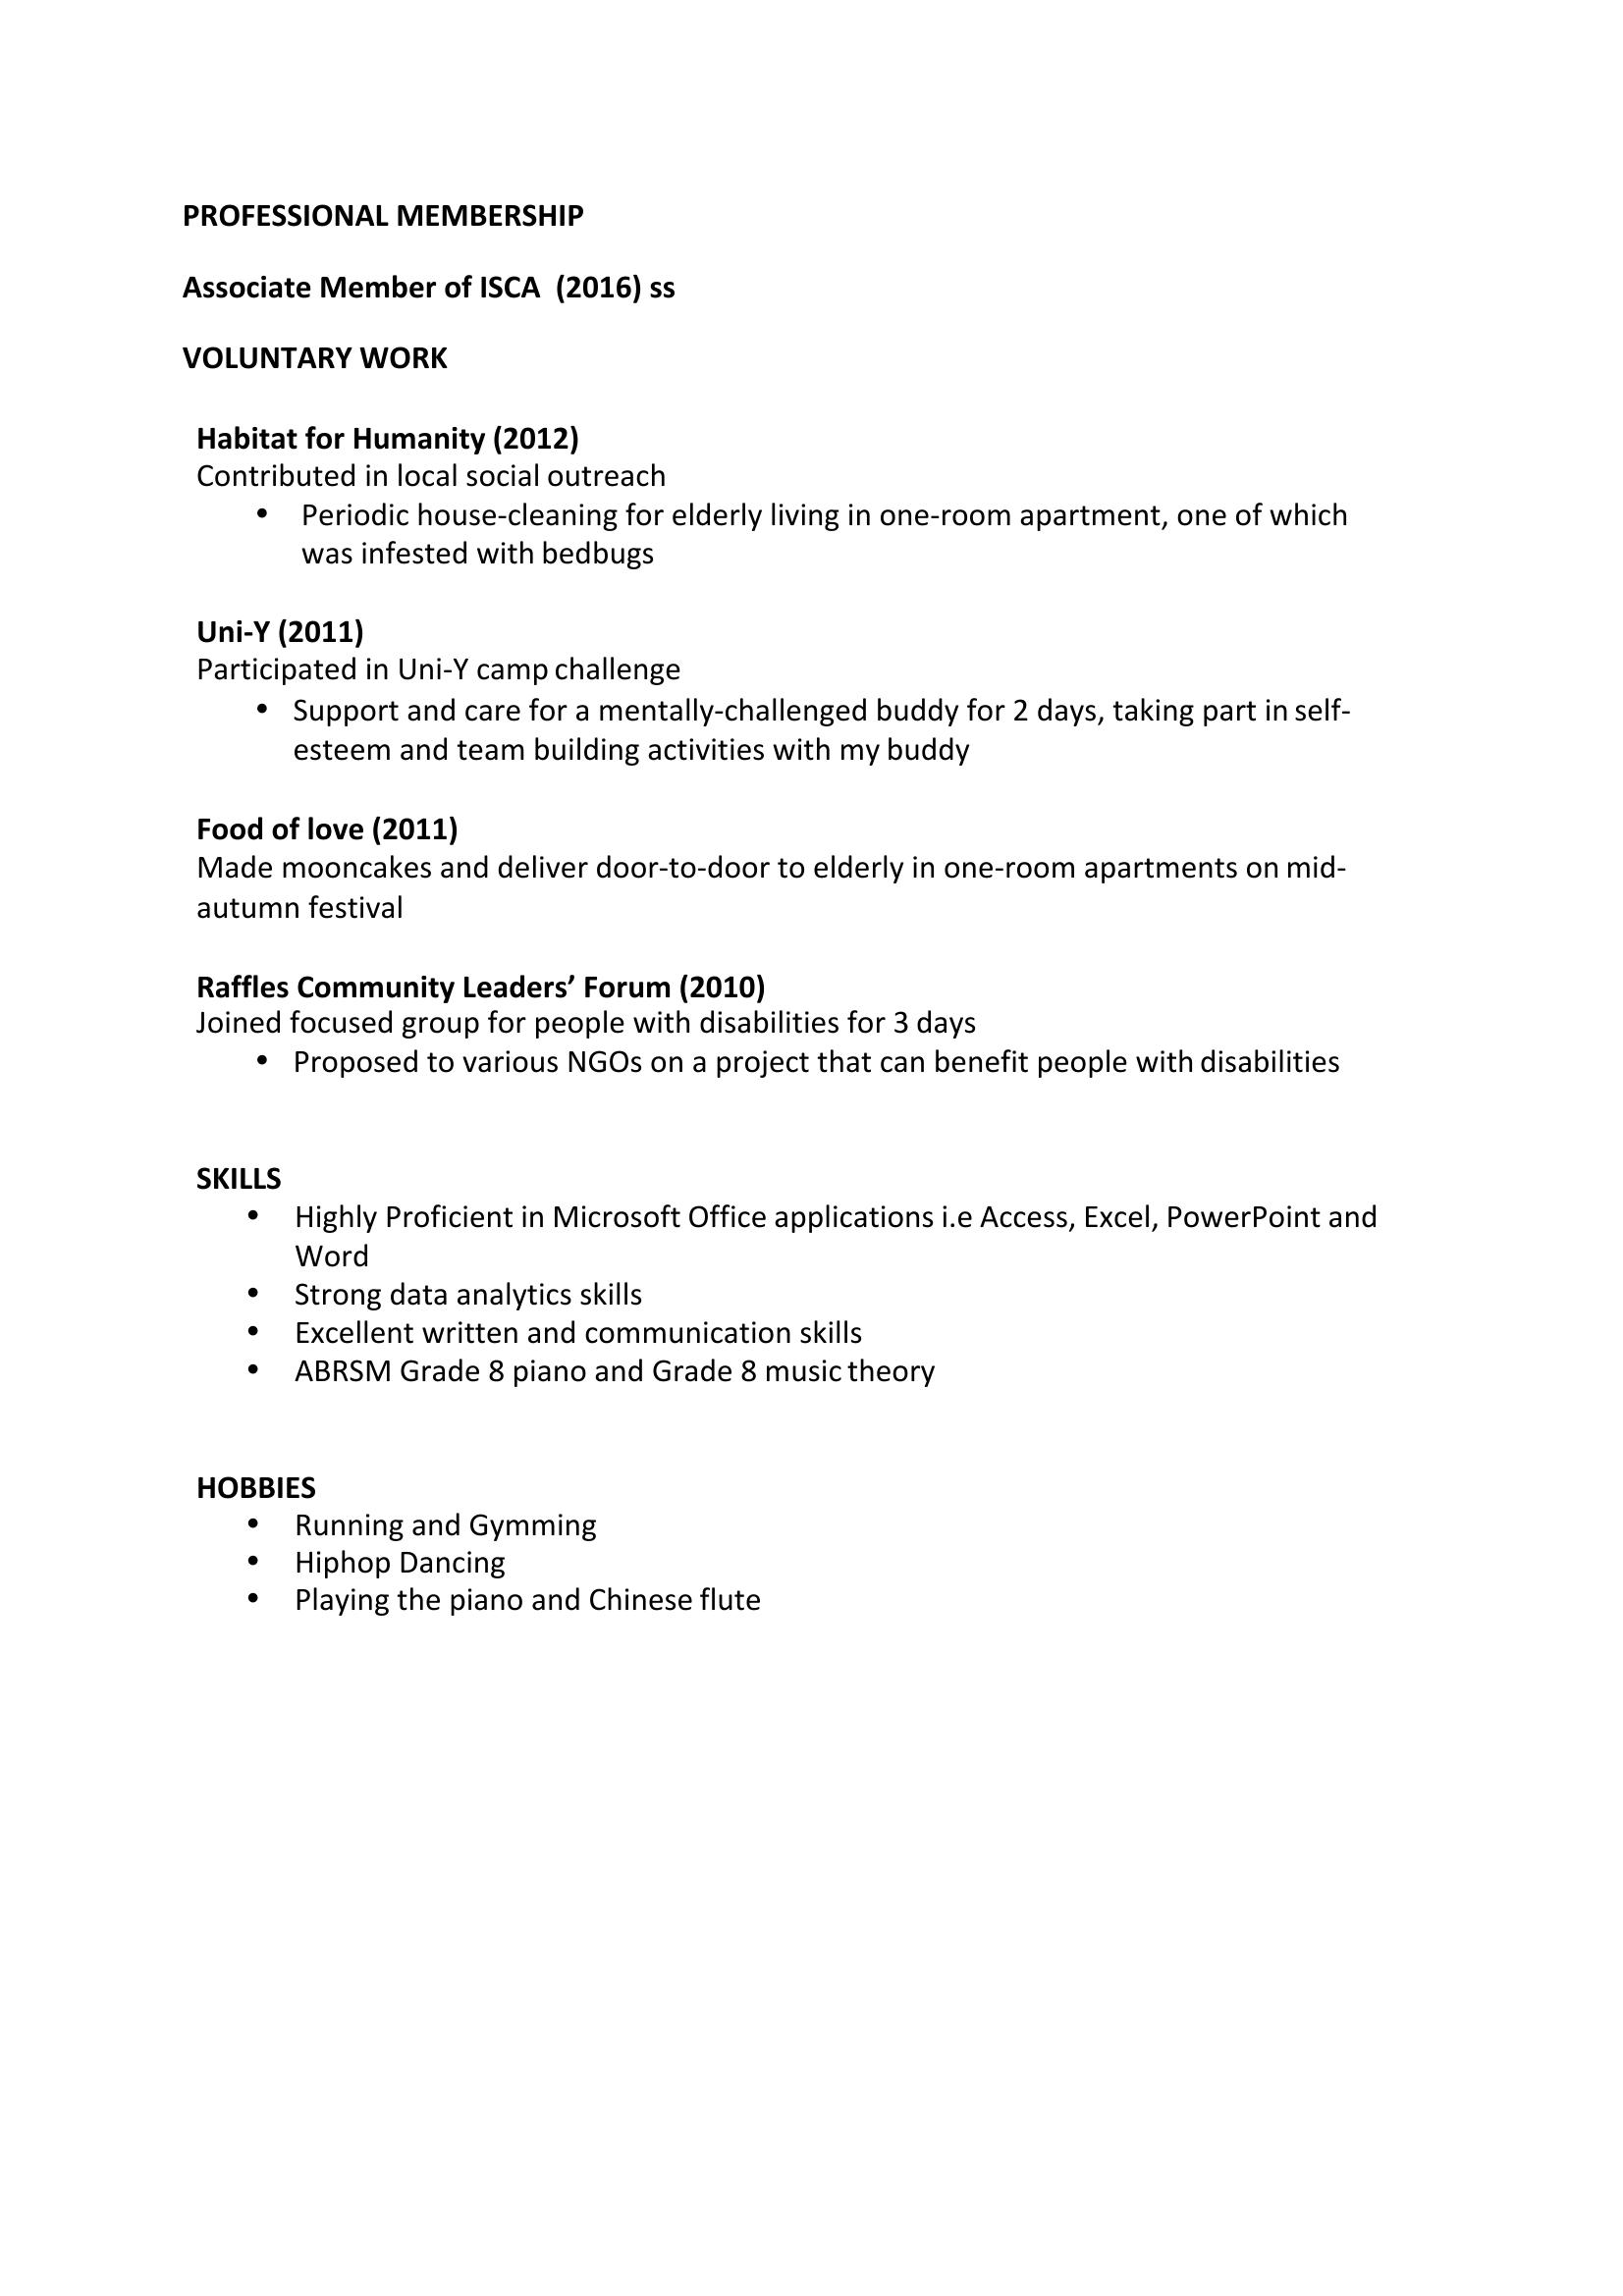 PROFESSIONAL MEMBERSHIP
Associate Member of ISCA  (2016) ss
VOLUNTARY WORK
Habitat for Humanity (2012)
Contributed in local social outreach
• Periodic house-cleaning for elderly living in one-room apartment, one of which
was infested with bedbugs
Uni-Y (2011)
Participated in Uni-Y camp challenge
• Support and care for a mentally-challenged buddy for 2 days, taking part in self-
esteem and team building activities with my buddy
Food of love (2011)
Made mooncakes and deliver door-to-door to elderly in one-room apartments on mid-
autumn festival
Raffles Community Leaders’ Forum (2010)
Joined focused group for people with disabilities for 3 days
• Proposed to various NGOs on a project that can benefit people with disabilities
SKILLS
• Highly Proficient in Microsoft Office applications i.e Access, Excel, PowerPoint and
Word
• Strong data analytics skills
• Excellent written and communication skills
• ABRSM Grade 8 piano and Grade 8 music theory
HOBBIES
• Running and Gymming
• Hiphop Dancing
• Playing the piano and Chinese flute